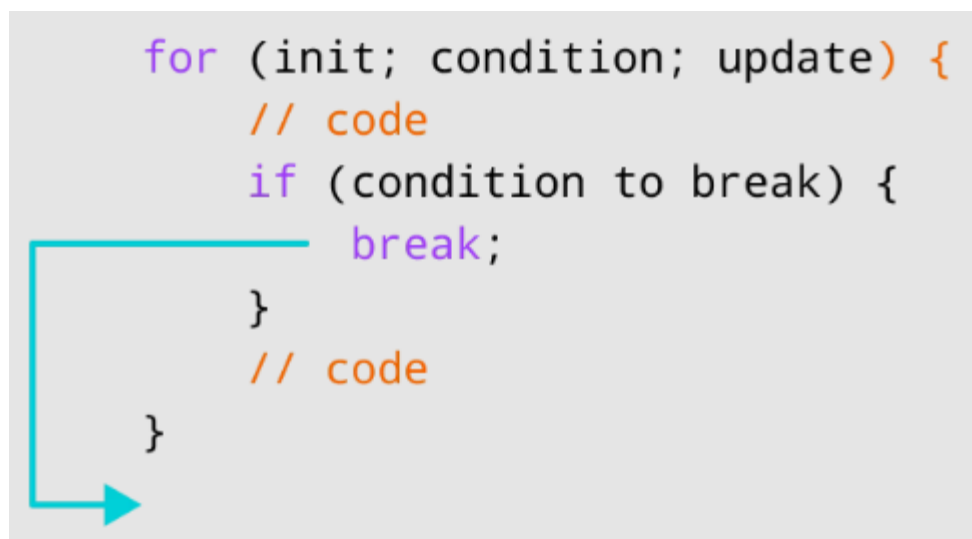 for (init; condition; update) {
// code
if (condition to break) {
break;
}
// code
}